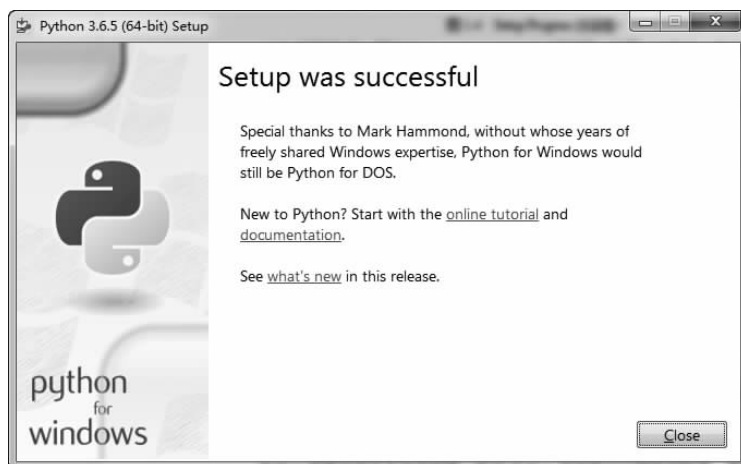 Python 3.6.5 (64-bit) Setup
Setup was successful
Special thanks to Mark Hammond, without whose years of
freely shared Windows expertise, Python for Windows would
still be Python for DOS.
New to Python? Start with the online tutorial and
documentation.
See what's new in this release.
python
for
windows
Close